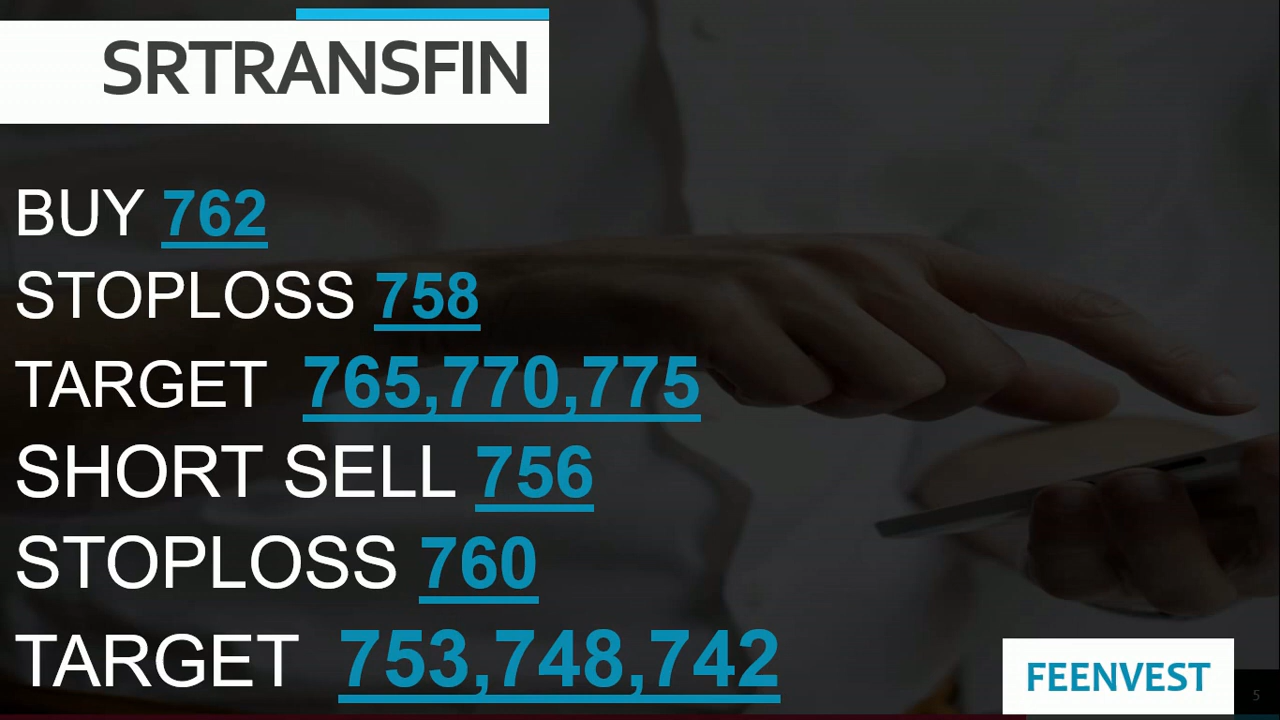 SRTRANSFIN
BUY 762
STOPLOSS 758
TARGET 765,770,775
SHORT SELL 756
STOPLOSS 760
TARGET 753,748,742
FEENVEST
5